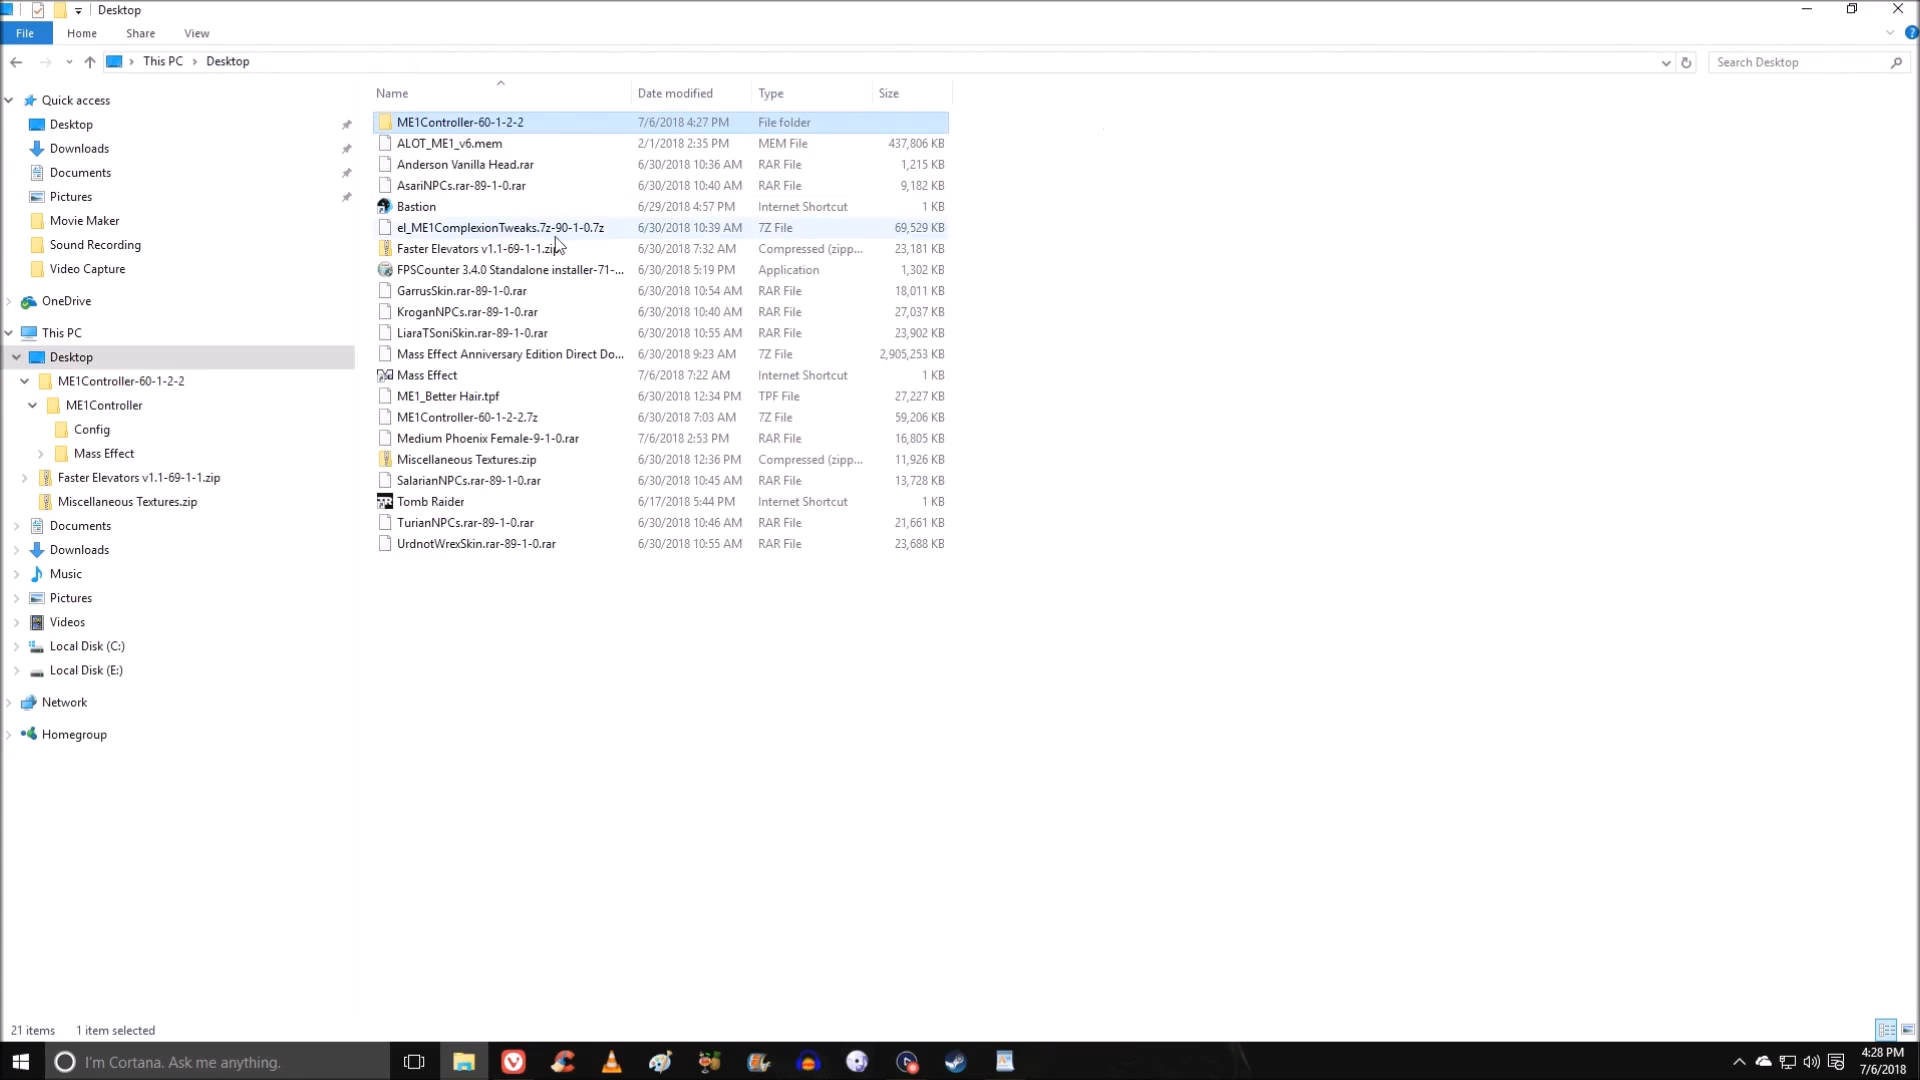 Desktop
File Home Share View
This PC Desktop
Search Desktop
Name Date modified Type Size
Quick access
Desktop
Downloads
Documents
Pictures
Movie Maker
Sound Recording
Video Capture
OneDrive
This PC
Desktop
ME1Controller-60-1-2-2
ME1Controller
Config
Mass Effect
Faster Elevators v1.1-69-1-1.zip
Miscellaneous Textures.zip
Documents
Downloads
Music
Pictures
Videos
Local Disk (C:)
Local Disk (E:)
Network
Homegroup
ME1Controller-60-1-2-2 7/6/2018 4:27 PM File folder
ALOT_ME1_v6.mem 2/1/2018 2:35 PM MEM File 437,806 KB
Anderson Vanilla Head.rar 6/30/2018 10:36 AM RAR File 1,215 KB
AsariNPCs.rar-89-1-0.rar 6/30/2018 10:40 AM RAR File 9,182 KB
Bastion 6/29/2018 4:57 PM Internet Shortcut 1 KB
el_ME1ComplexionTweaks.7z-90-1-0.7z 6/30/2018 10:39 AM 7Z File 69,529 KB
Faster Elevators v1.1-69-1-1.zip 6/30/2018 7:32 AM Compressed (zipp... 23,181 KB
FPSCounter 3.4.0 Standalone installer-71-... 6/30/2018 5:19 PM Application 1,302 KB
GarrusSkin.rar-89-1-0.rar 6/30/2018 10:54 AM RAR File 18,011 KB
KroganNPCs.rar-89-1-0.rar 6/30/2018 10:40 AM RAR File 27,037 KB
LiaraTSoniSkin.rar-89-1-0.rar 6/30/2018 10:55 AM RAR File 23,902 KB
Mass Effect Anniversary Edition Direct Do... 6/30/2018 9:23 AM 7Z File 2,905,253 KB
Mass Effect 7/6/2018 7:22 AM Internet Shortcut 1 KB
ME1_Better Hair.tpf 6/30/2018 12:34 PM TPF File 27,227 KB
ME1Controller-60-1-2-2.7z 6/30/2018 7:03 AM 7Z File 59,206 KB
Medium Phoenix Female-9-1-0.rar 7/6/2018 2:53 PM RAR File 16,805 KB
Miscellaneous Textures.zip 6/30/2018 12:36 PM Compressed (zipp... 11,926 KB
SalarianNPCs.rar-89-1-0.rar 6/30/2018 10:45 AM RAR File 13,728 KB
Tomb Raider 6/17/2018 5:44 PM Internet Shortcut 1 KB
TurianNPCs.rar-89-1-0.rar 6/30/2018 10:46 AM RAR File 21,661 KB
UrdnotWrexSkin.rar-89-1-0.rar 6/30/2018 10:55 AM RAR File 23,688 KB
21 items 1 item selected
I'm Cortana. Ask me anything.
4:28 PM
7/6/2018